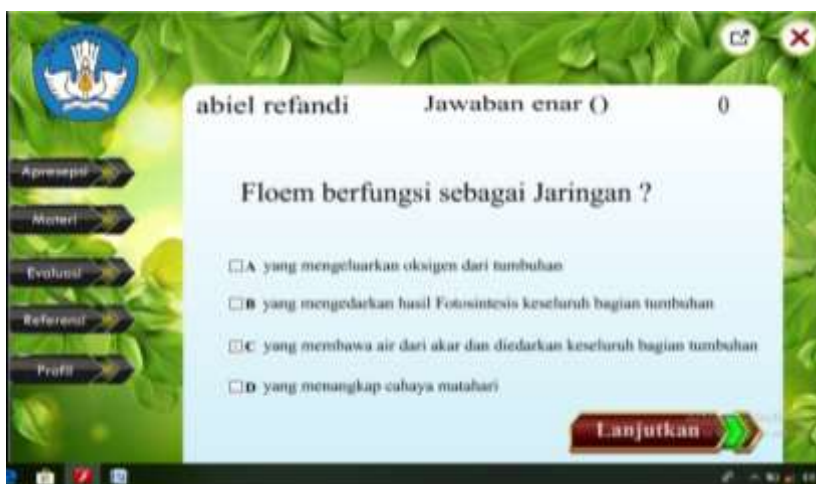 abiel refandi Jawaban enar () 0
Floem berfungsi sebagai Jaringan ?
A yang mengeluarkan oksigen dari tumbuhan
B yang mengedarkan hasil Fotosintesis keseluruh bagian tumbuhan
C yang membawa air dari akar dan diedarkan keseluruh bagian tumbuhan
D yang menangkap cahaya matahari
Apresepsi
Materi
Evaluasi
Referensi
Profil
Lanjutkan